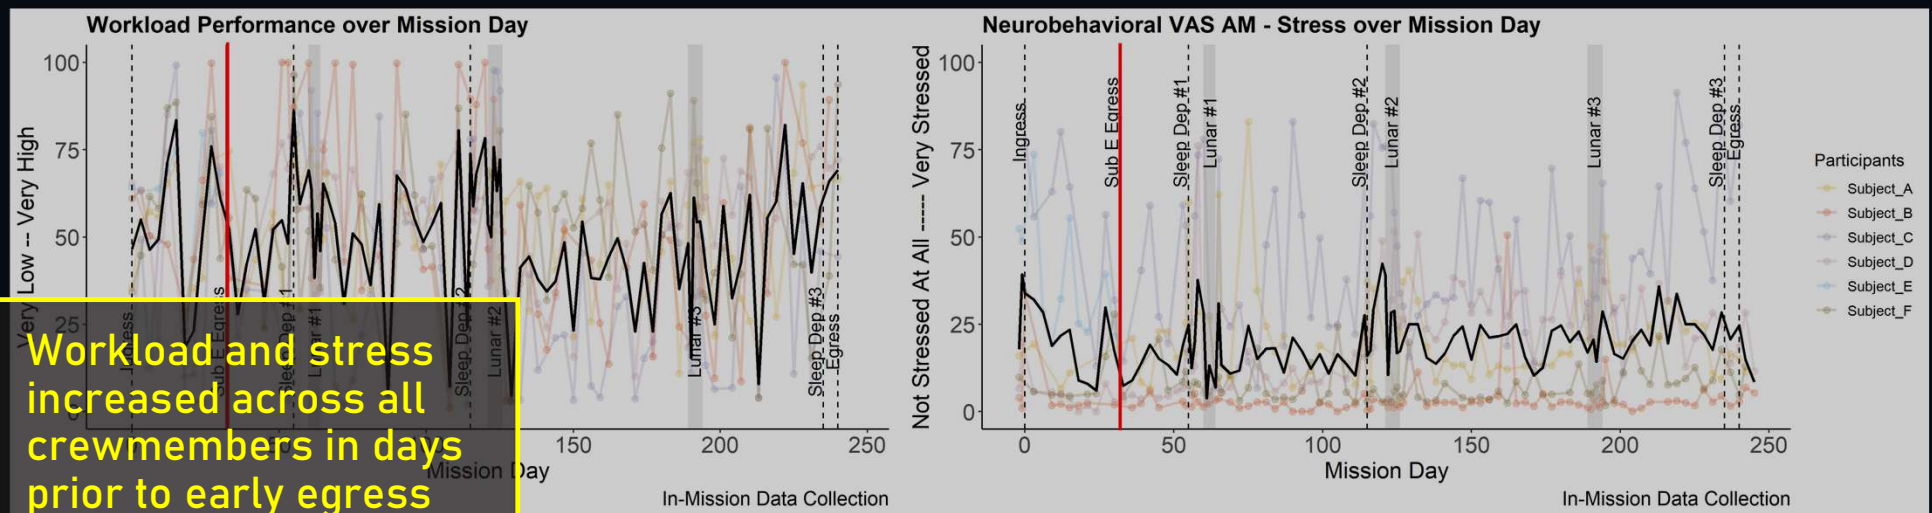 Workload Performance over Mission Day
100
75
50
25
Very Low -- Very High
Sub E Egress
Sleep Dep #1
Lunar #1
Sleep Dep #2
Lunar #2
Lunar #3
Sleep Dep #3
Egress
150
200
250
Mission Day
In-Mission Data Collection
Workload and stress
increased across all
crewmembers in days
prior to early egress
Neurobehavioral VAS AM - Stress over Mission Day
100
75
50
25
0
Not Stressed At All ----- Very Stressed
Ingress
Sub E Egress
Sleep Dep #1
Lunar #1
Sleep Dep #2
Lunar #2
Lunar #3
Sleep Dep #3
Egress
0
50
100
150
200
250
Mission Day
In-Mission Data Collection
Participants
Subject_A
Subject_B
Subject_C
Subject_D
Subject_E
Subject_F